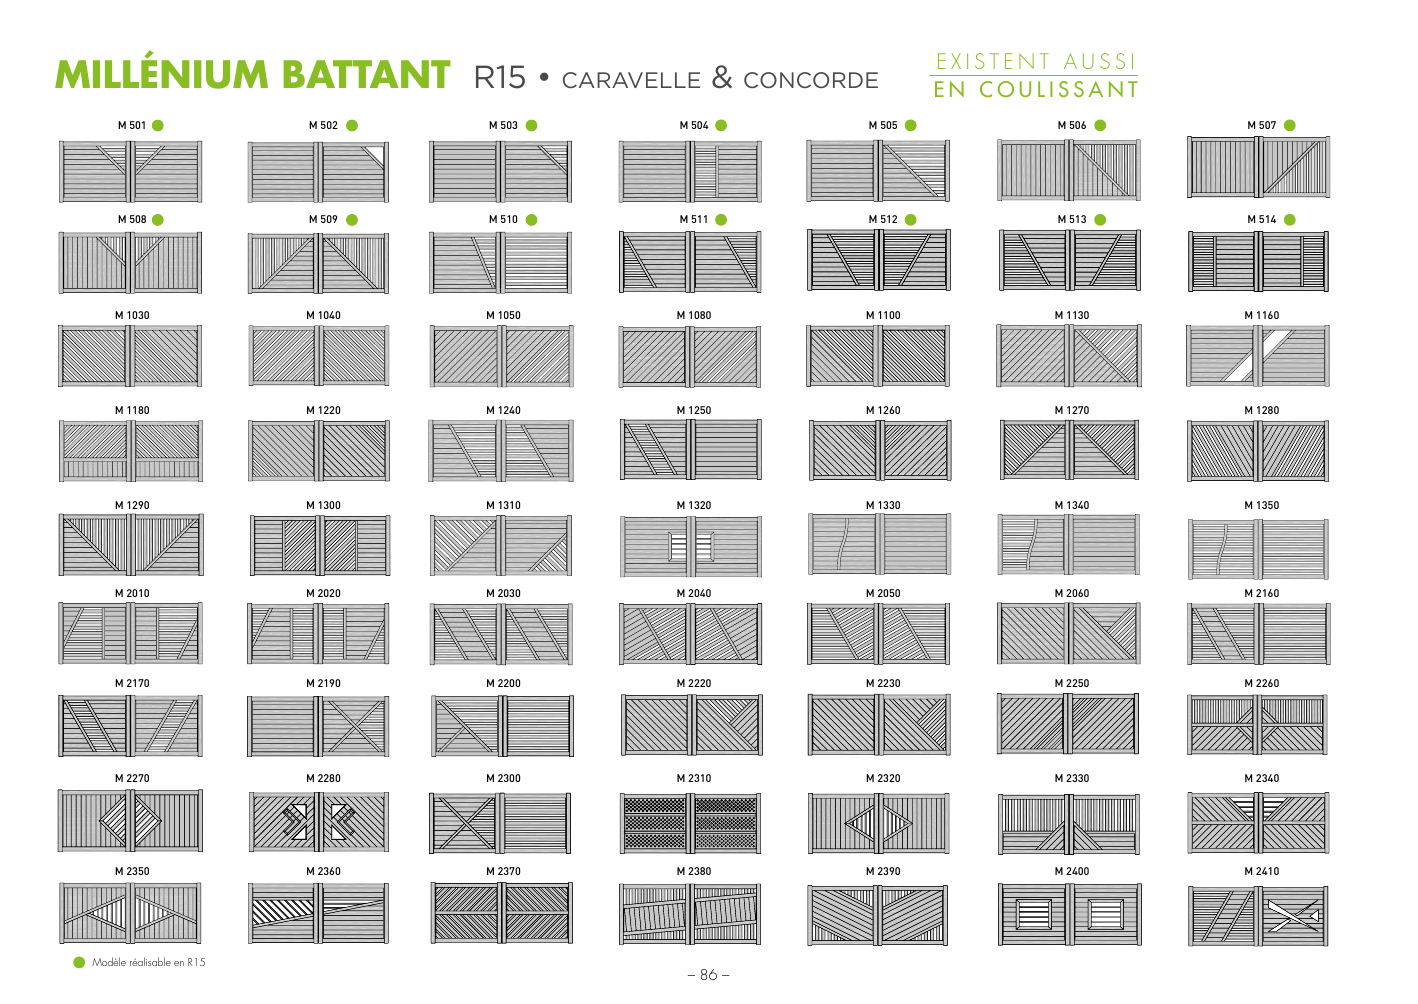 MILLÉNIUM BATTANT R15 • CARAVELLE & CONCORDE
EXISTENT AUSSI
EN COULISSANT
M 501 M 502 M 503 M 504 M 505 M 506 M 507
M 508 M 509 M 510 M 511 M 512 M 513 M 514
M 1030 M 1040 M 1050 M 1080 M 1100 M 1130 M 1160
M 1180 M 1220 M 1240 M 1250 M 1260 M 1270 M 1280
M 1290 M 1300 M 1310 M 1320 M 1330 M 1340 M 1350
M 2010 M 2020 M 2030 M 2040 M 2050 M 2060 M 2160
M 2170 M 2190 M 2200 M 2220 M 2230 M 2250 M 2260
M 2270 M 2280 M 2300 M 2310 M 2320 M 2330 M 2340
M 2350 M 2360 M 2370 M 2380 M 2390 M 2400 M 2410
Modèle réalisable en R15
– 86 –